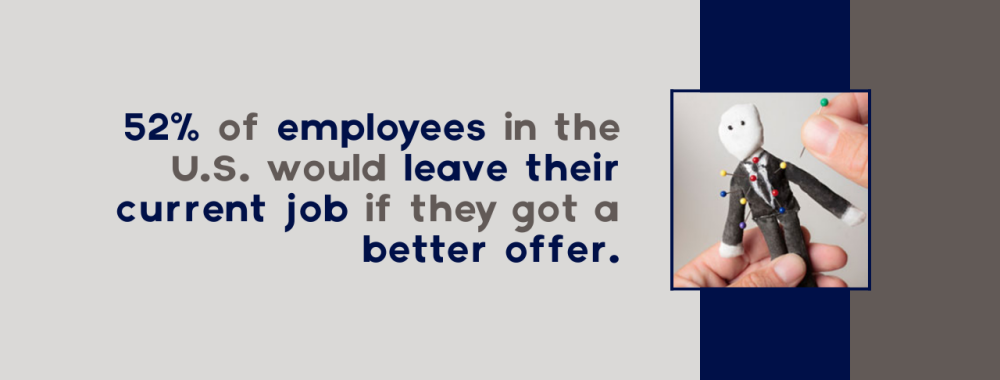 52% of employees in the
U.S. would leave their
current job if they got a
better offer.